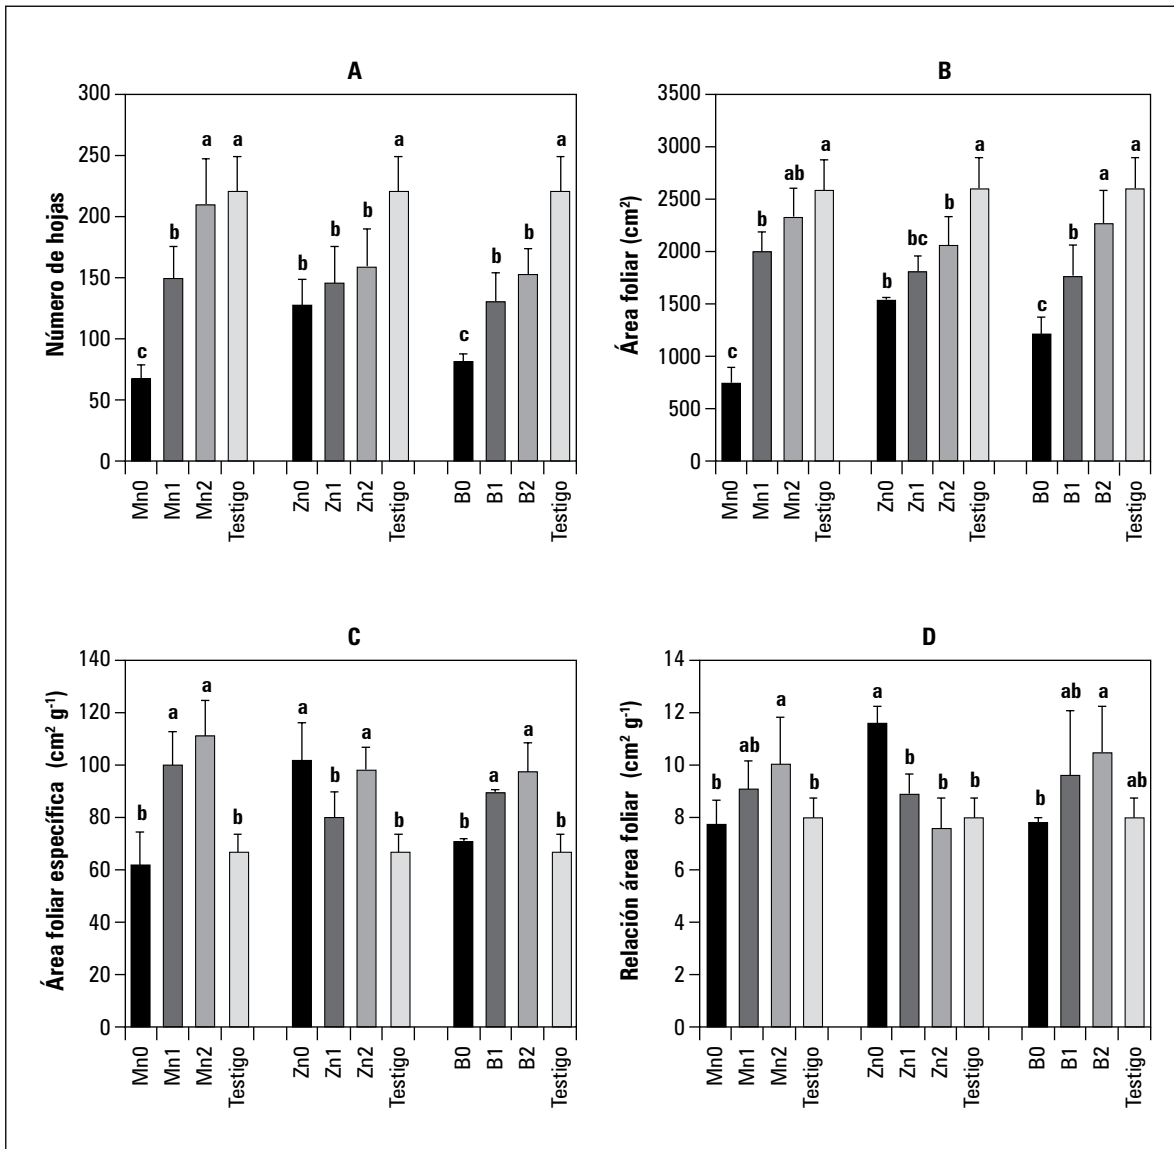 A
Número de hojas
300
250
200
150
100
50
0
c
b
a
a
b
b
b
a
c
b
b
a
Mn0
Mn1
Mn2
Testigo
Zn0
Zn1
Zn2
Testigo
B0
B1
B2
Testigo
B
Área foliar (cm²)
3500
3000
2500
2000
1500
1000
500
0
c
b
ab
a
b
bc
b
a
c
b
a
a
Mn0
Mn1
Mn2
Testigo
Zn0
Zn1
Zn2
Testigo
B0
B1
B2
Testigo
C
Área foliar específica (cm² g⁻¹)
140
120
100
80
60
40
20
0
b
a
a
b
a
b
a
b
b
a
a
b
Mn0
Mn1
Mn2
Testigo
Zn0
Zn1
Zn2
Testigo
B0
B1
B2
Testigo
D
Relación área foliar (cm² g⁻¹)
14
12
10
8
6
4
2
0
b
ab
a
b
a
b
b
b
b
ab
a
ab
Mn0
Mn1
Mn2
Testigo
Zn0
Zn1
Zn2
Testigo
B0
B1
B2
Testigo